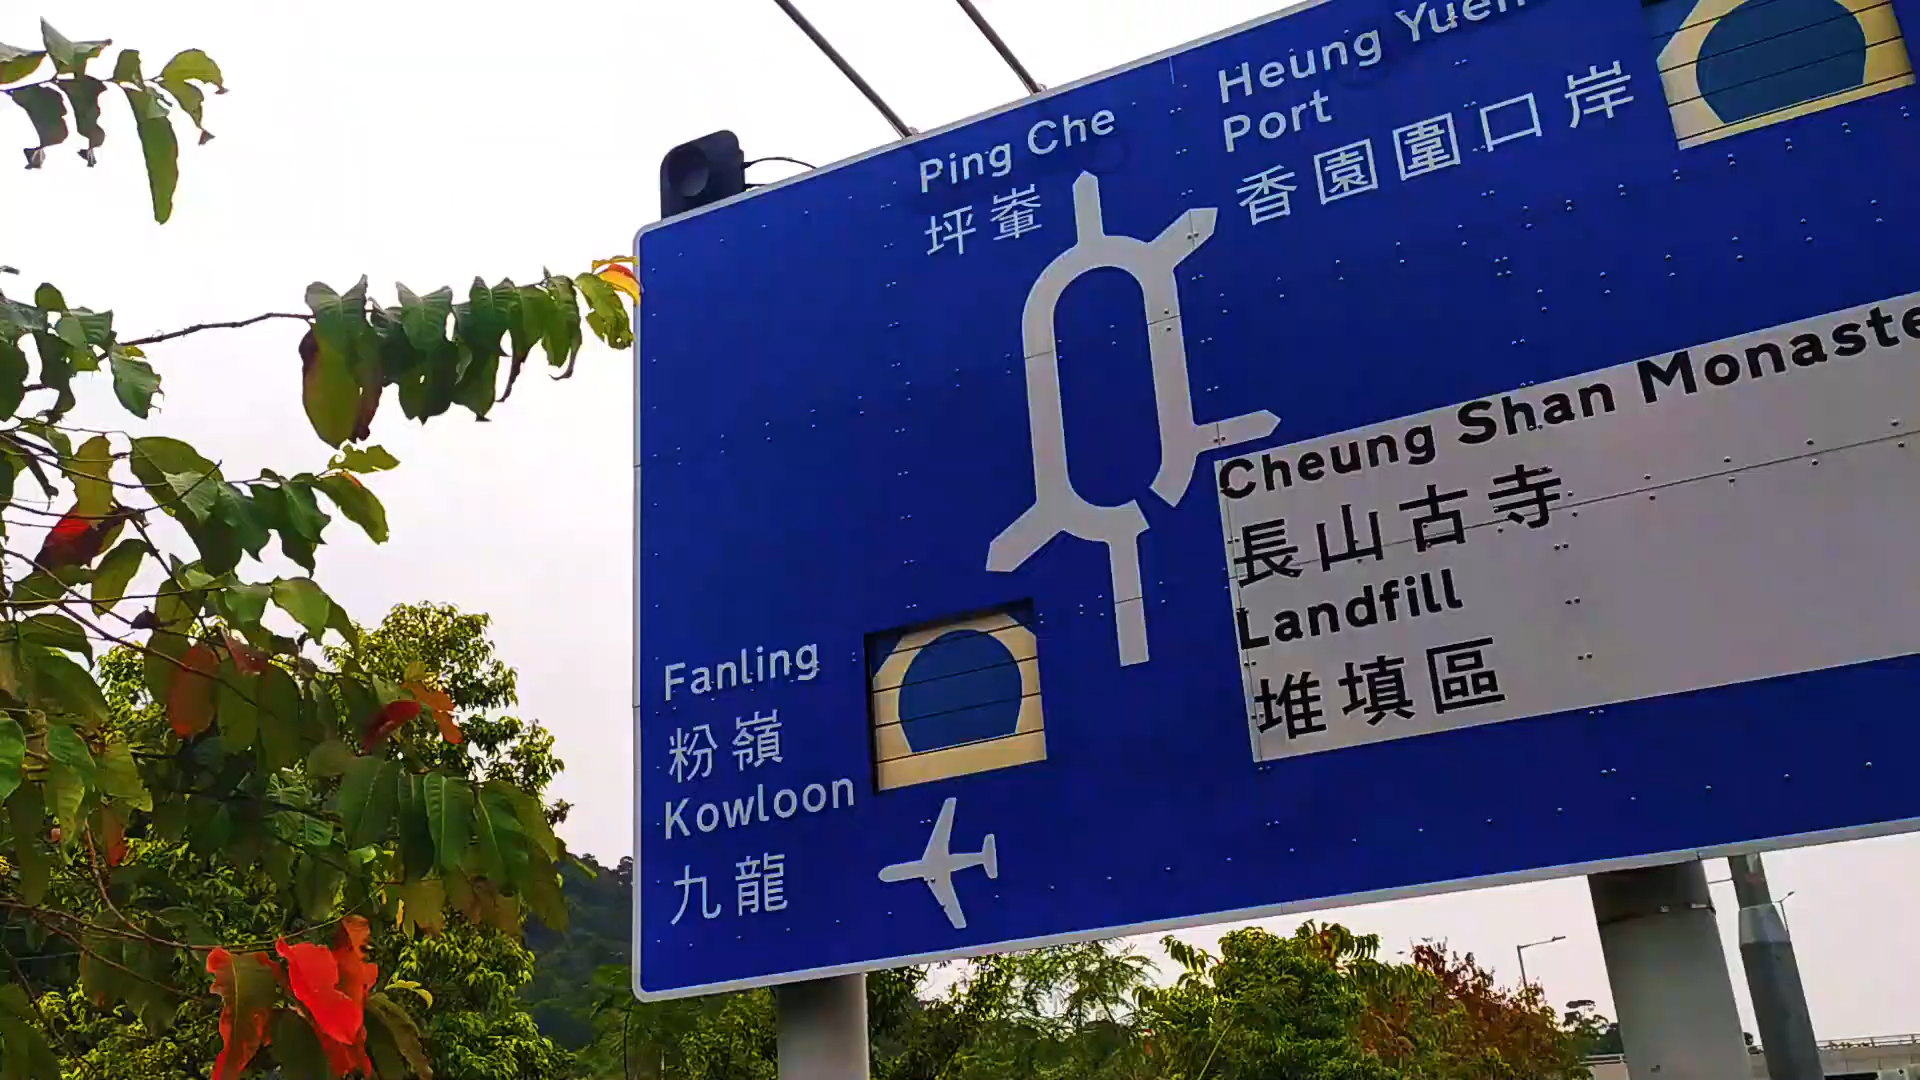 Ping Che
坪輋
Heung Yuen
Port
香園圍口岸
Cheung Shan
長山古寺
Landfill
堆填區
Fanling
粉嶺
Kowloon
九龍